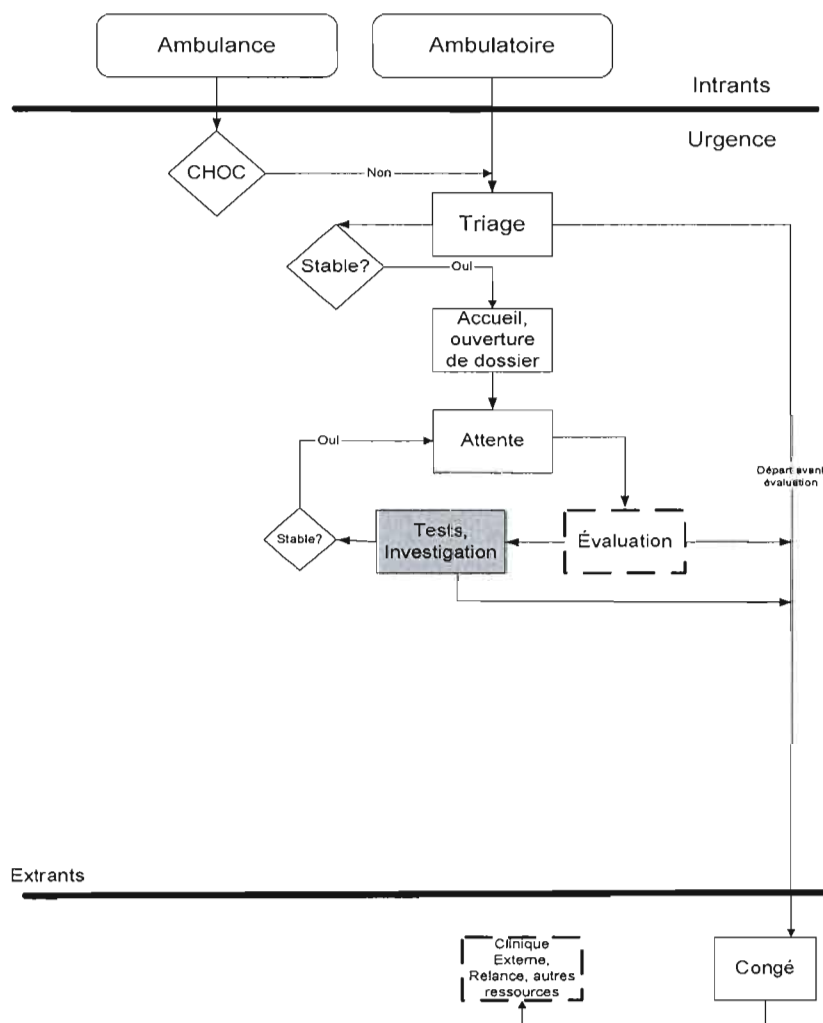 Ambulance
Ambulatoire
Intrants
Urgence
CHOC
Non
Triage
Stable?
Oui
Accueil,
ouverture
de dossier
Oui
Attente
Départ avant
évaluation
Stable?
Tests,
Investigation
Évaluation
Extrants
Clinique
Externe,
Relance, autres
ressources
Congé